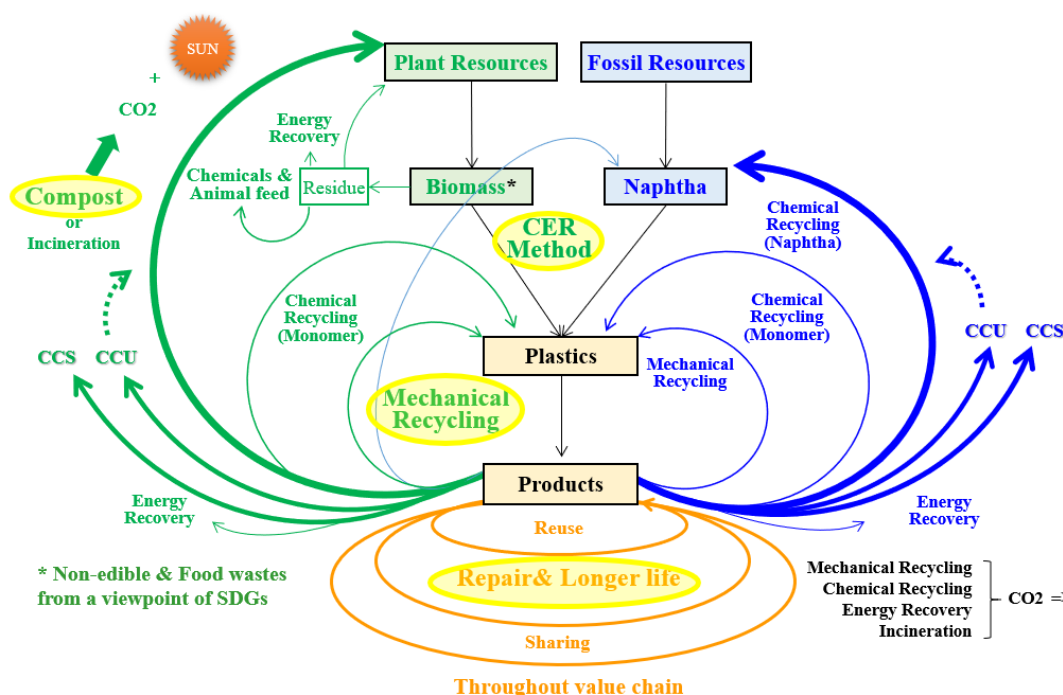 SUN
+
CO2
Compost
or
Incineration
CCS
CCU
Energy
Recovery
Plant Resources
Energy
Recovery
Chemicals &
Animal feed
Residue
Biomass*
Fossil Resources
Naphtha
CER
Method
Chemical
Recycling
(Monomer)
Mechanical
Recycling
Plastics
Products
Chemical
Recycling
(Naphtha)
Chemical
Recycling
(Monomer)
Mechanical
Recycling
CCU
CCS
Energy
Recovery
Reuse
Repair& Longer life
Sharing
Throughout value chain
* Non-edible & Food wastes
from a viewpoint of SDGs
Mechanical Recycling
Chemical Recycling
Energy Recovery
Incineration
CO2 =